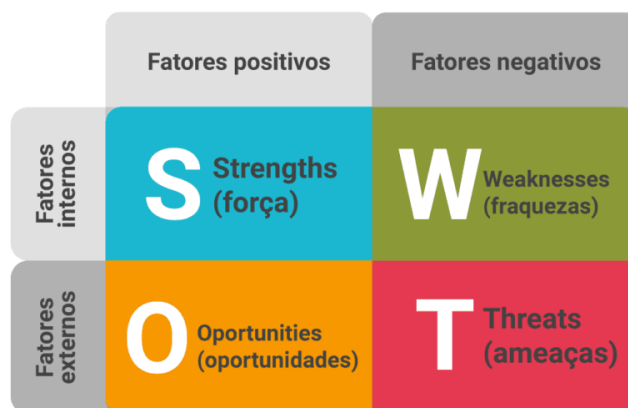 Fatores positivos
Fatores negativos
Fatores
internos
S
Strengths
(força)
W
Weaknesses
(fraquezas)
Fatores
externos
O
Oportunities
(oportunidades)
T
Threats
(ameaças)